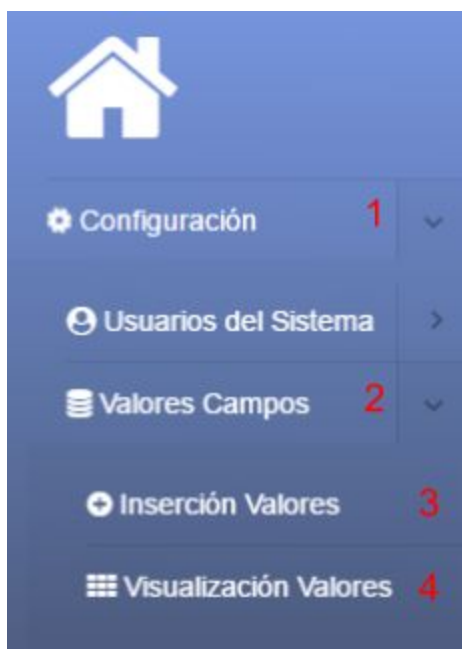 Configuración 1
Usuarios del Sistema
Valores Campos 2
Inserción Valores 3
Visualización Valores 4